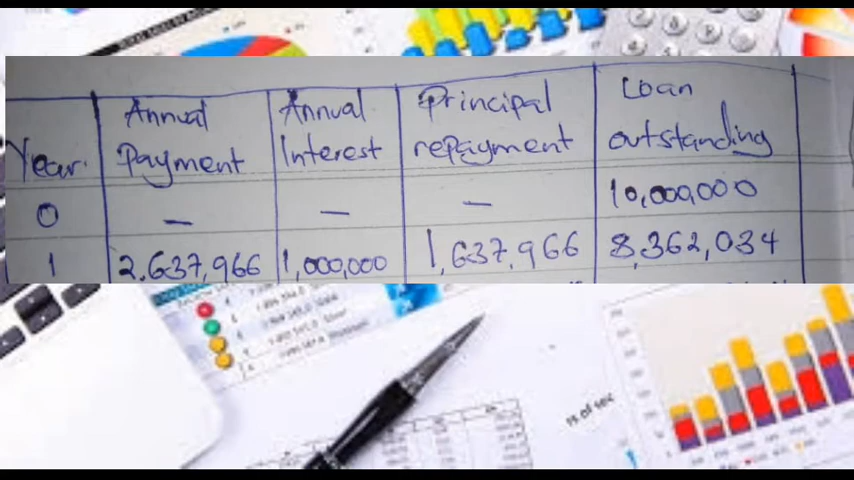 Year. Annual Payment Annual Interest Principal repayment Loan outstanding
0 — — — 10,000,000
1 2,637,966 1,000,000 1,637,966 8,362,034